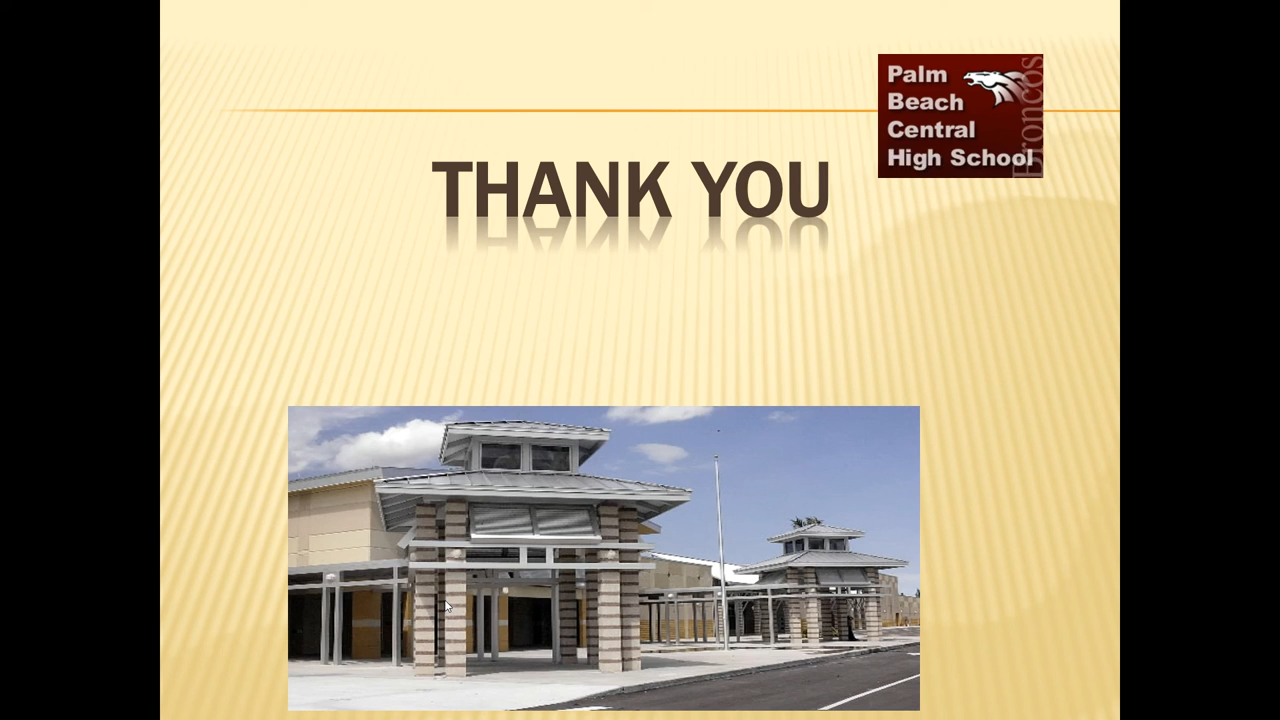 Palm
Beach
Central
High School
Broncos
THANK YOU